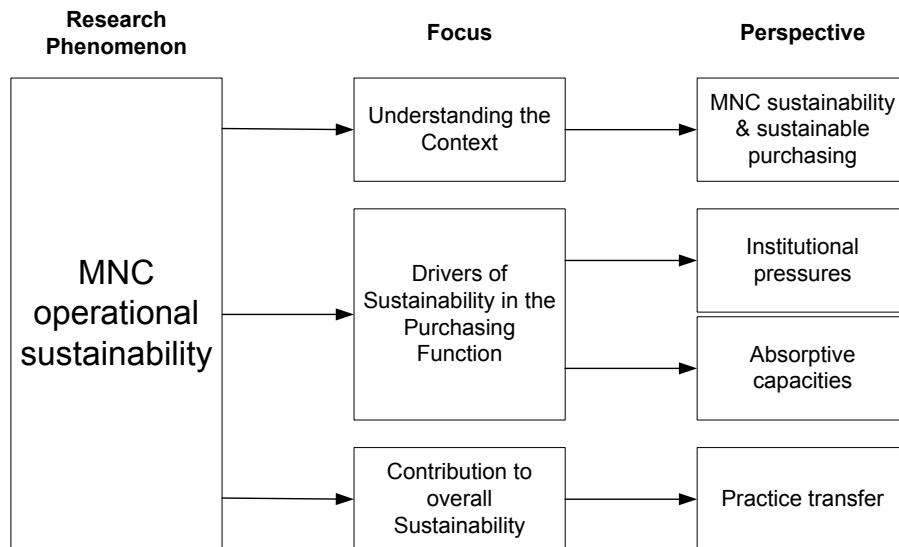 Research
Phenomenon
Focus
Perspective
MNC
operational
sustainability
Understanding the
Context
MNC sustainability
& sustainable
purchasing
Drivers of
Sustainability in the
Purchasing
Function
Institutional
pressures
Absorptive
capacities
Contribution to
overall
Sustainability
Practice transfer